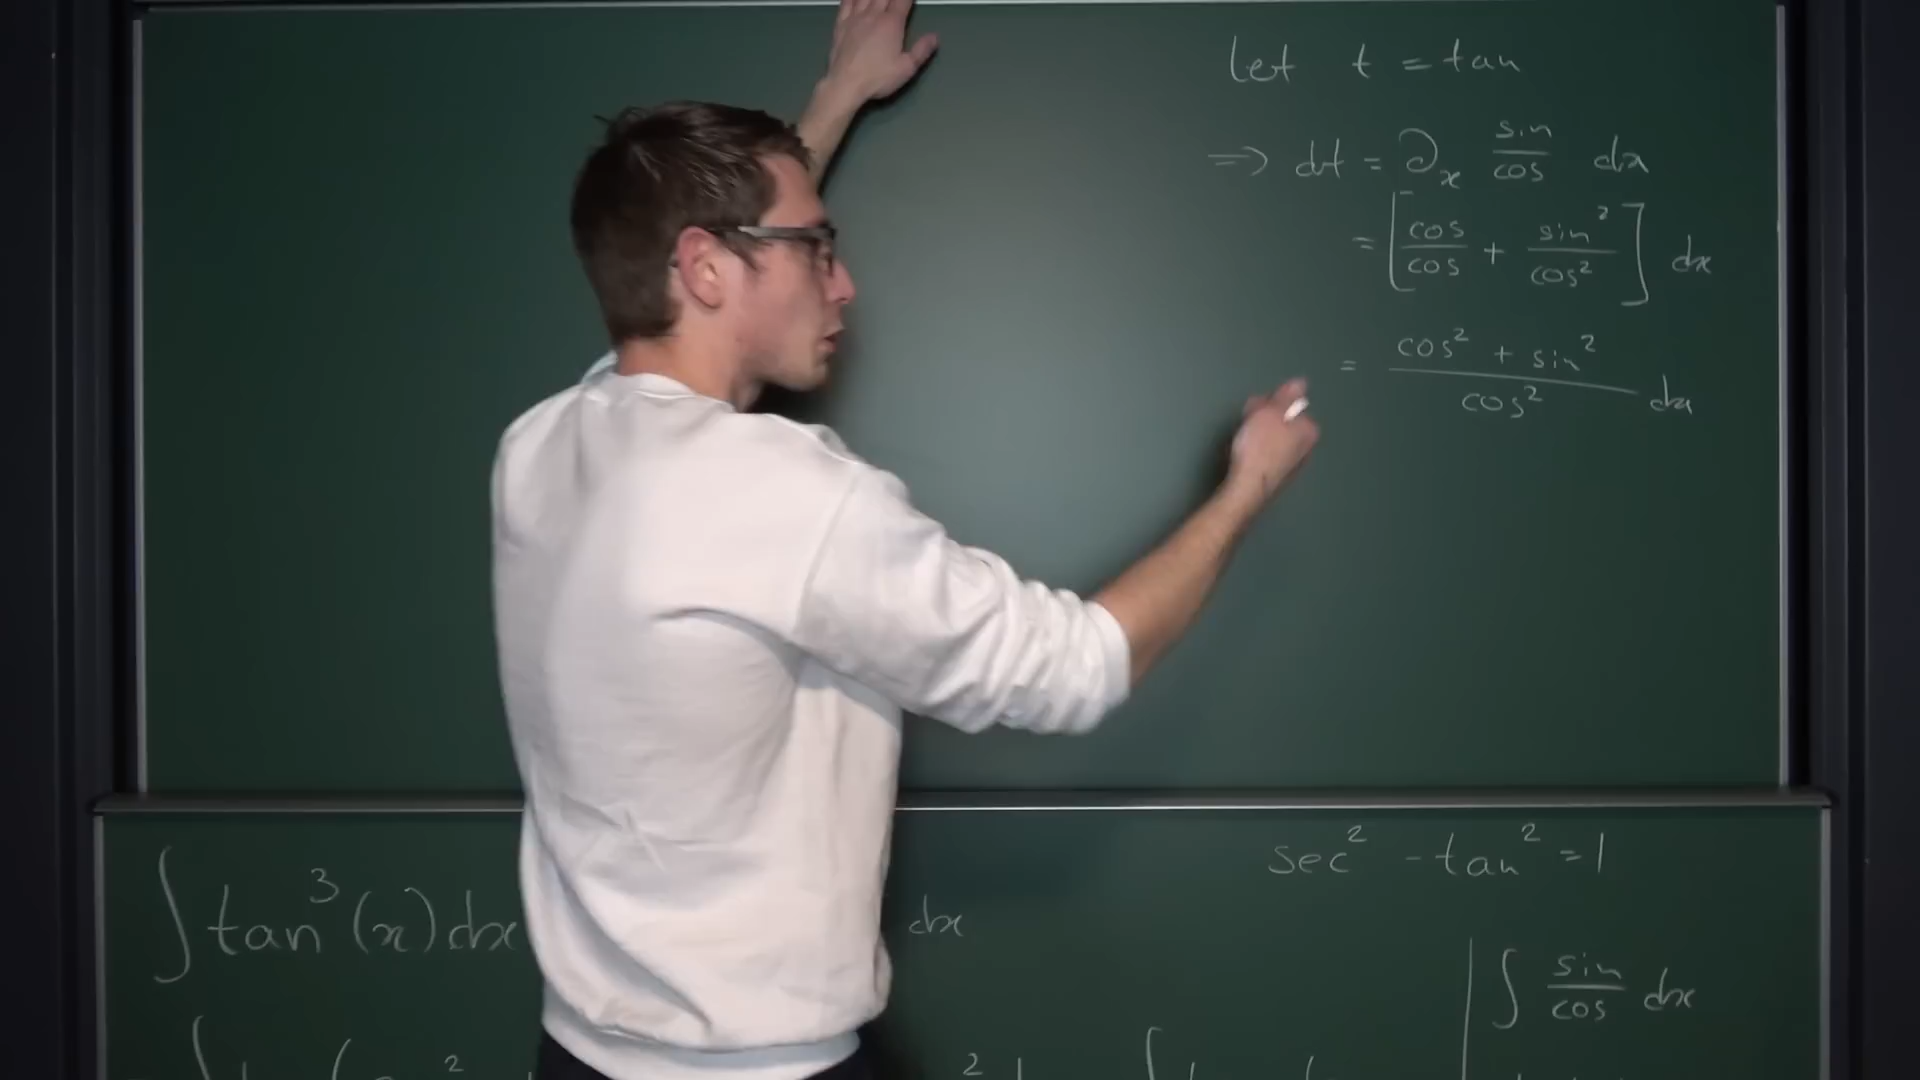 let t = tan
⇒ dt = ∂ₓ sin/cos dx
= [cos/cos + sin²/cos²] dx
= (cos² + sin²)/cos² dx
sec² - tan² = 1
∫ tan³(x) dx
dx
∫ sin/cos dx